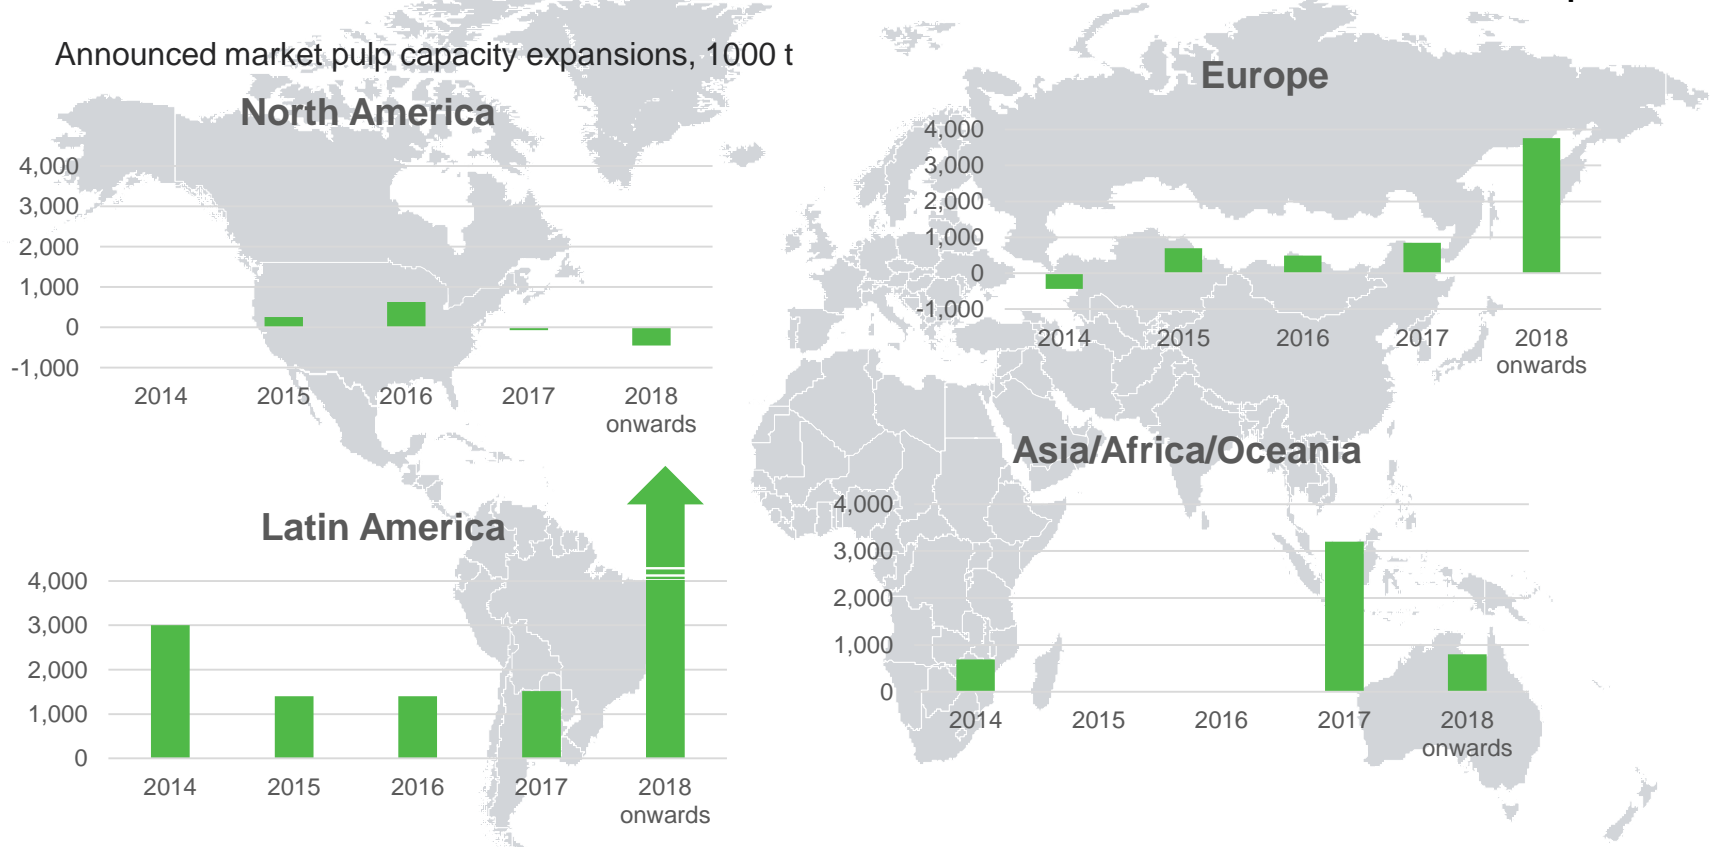 Announced market pulp capacity expansions, 1000 t
North America
4,000
3,000
2,000
1,000
0
-1,000
2014 2015 2016 2017 2018
onwards
Europe
4,000
3,000
2,000
1,000
0
-1,000
2014 2015 2016 2017 2018
onwards
Latin America
4,000
3,000
2,000
1,000
0
2014 2015 2016 2017 2018
onwards
Asia/Africa/Oceania
4,000
3,000
2,000
1,000
0
2014 2015 2016 2017 2018
onwards